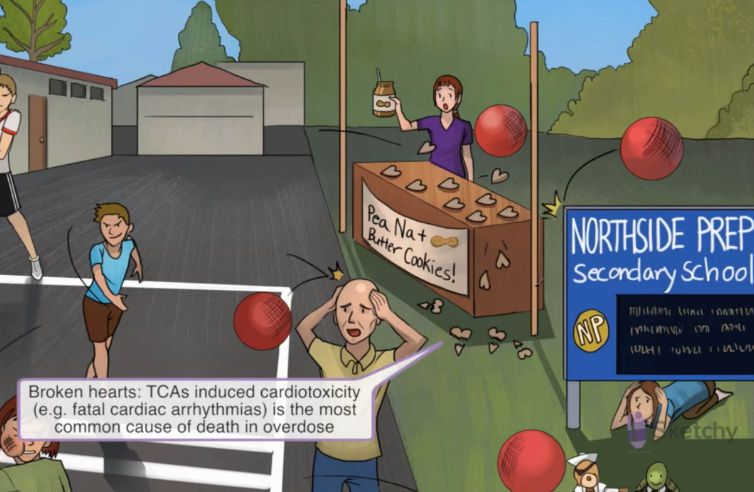 Pea Nat
Butter Cookies!
NORTHSIDE PREP
Secondary School
NP
Broken hearts: TCAs induced cardiotoxicity
(e.g. fatal cardiac arrhythmias) is the most
common cause of death in overdose
Sketchy